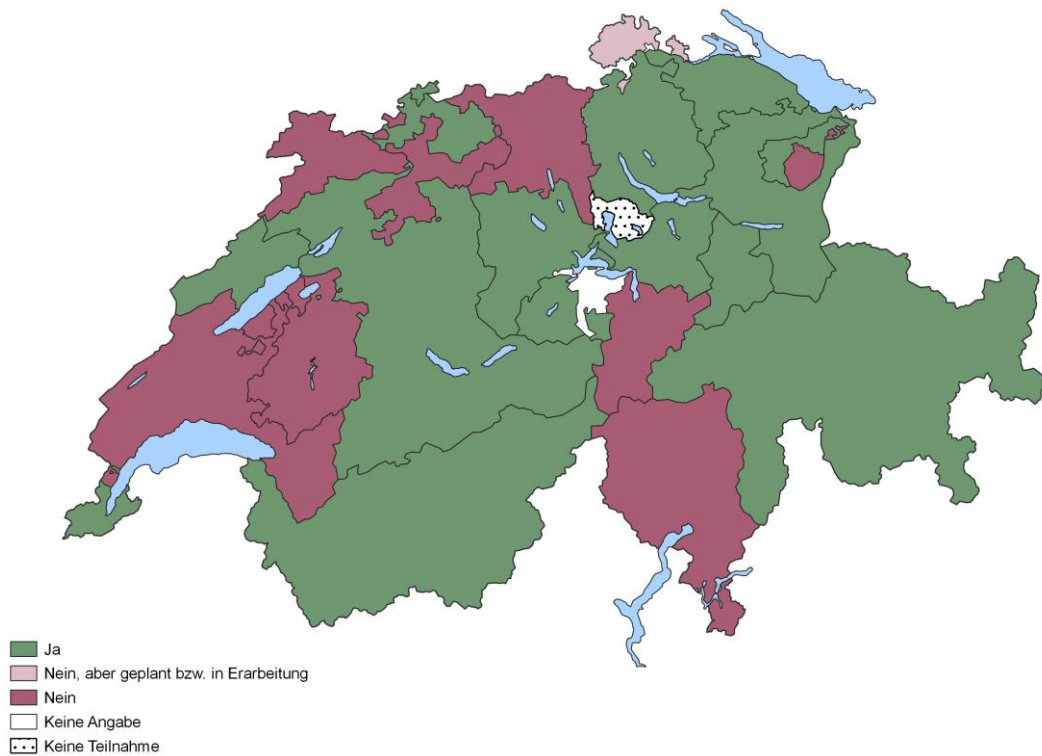 Ja
Nein, aber geplant bzw. in Erarbeitung
Nein
Keine Angabe
Keine Teilnahme